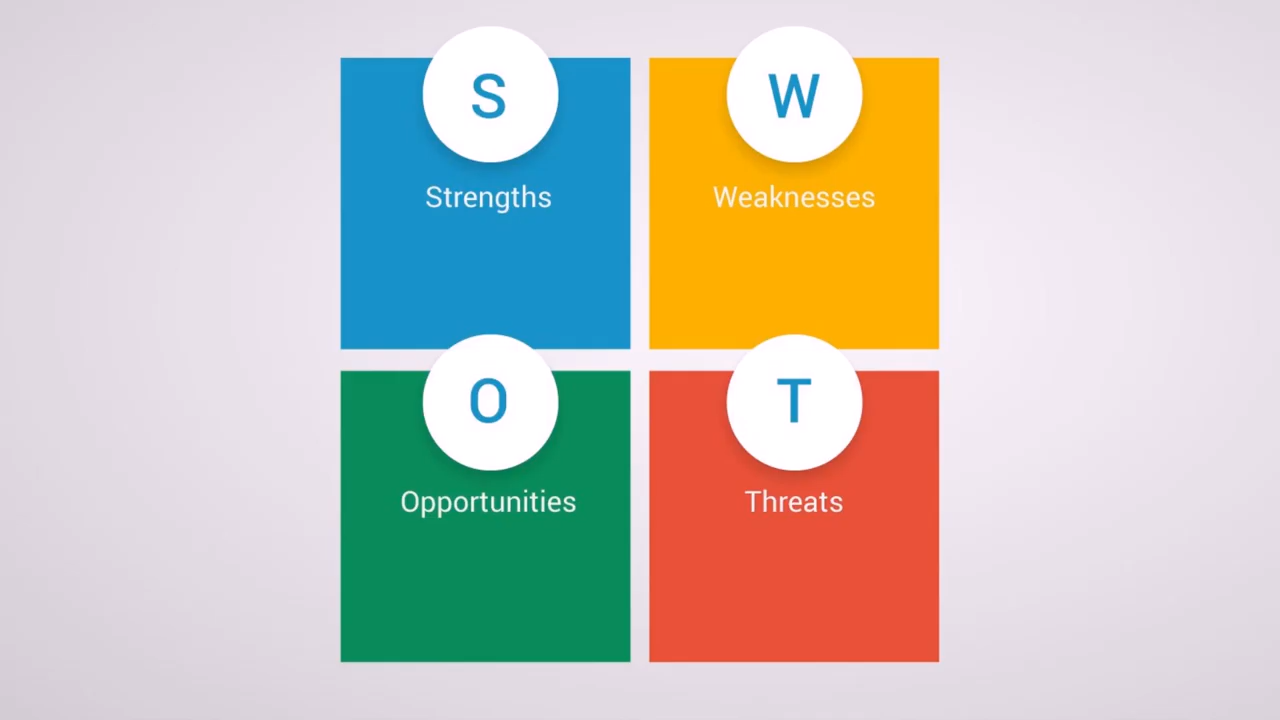 S
Strengths
W
Weaknesses
O
Opportunities
T
Threats